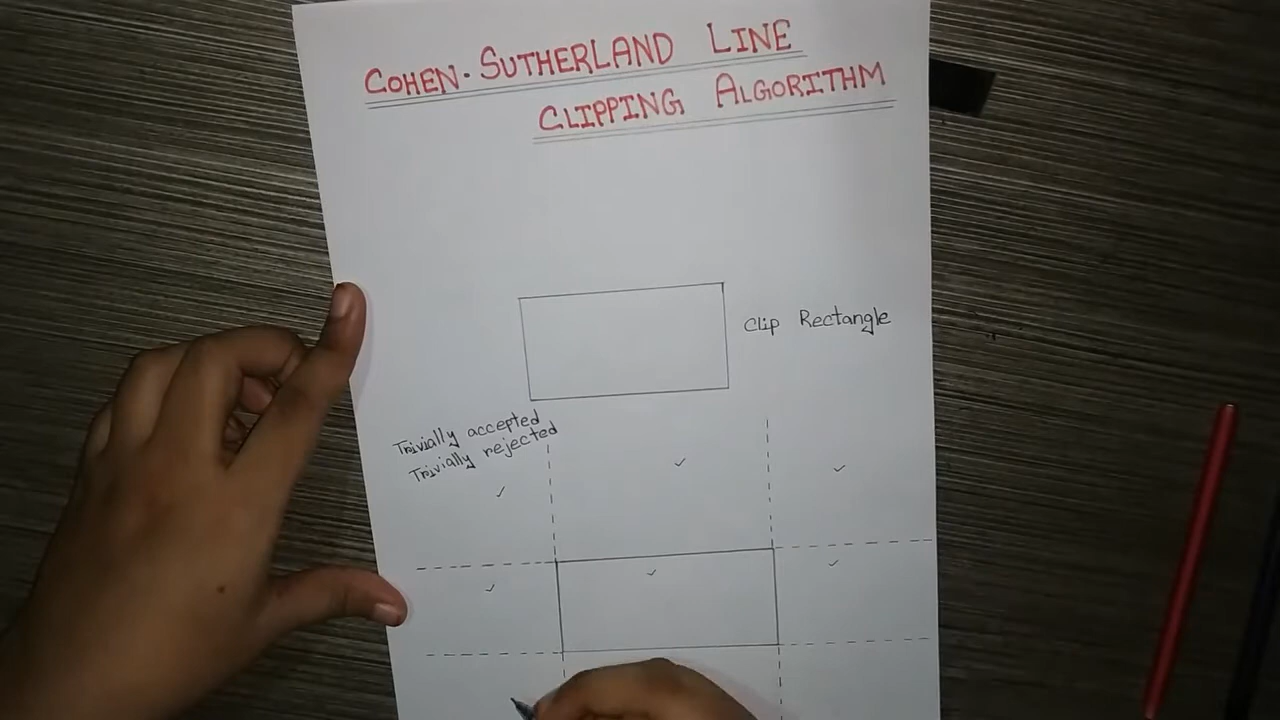 COHEN-SUTHERLAND LINE
CLIPPING ALGORITHM
Clip Rectangle
Trivially accepted
Trivially rejected